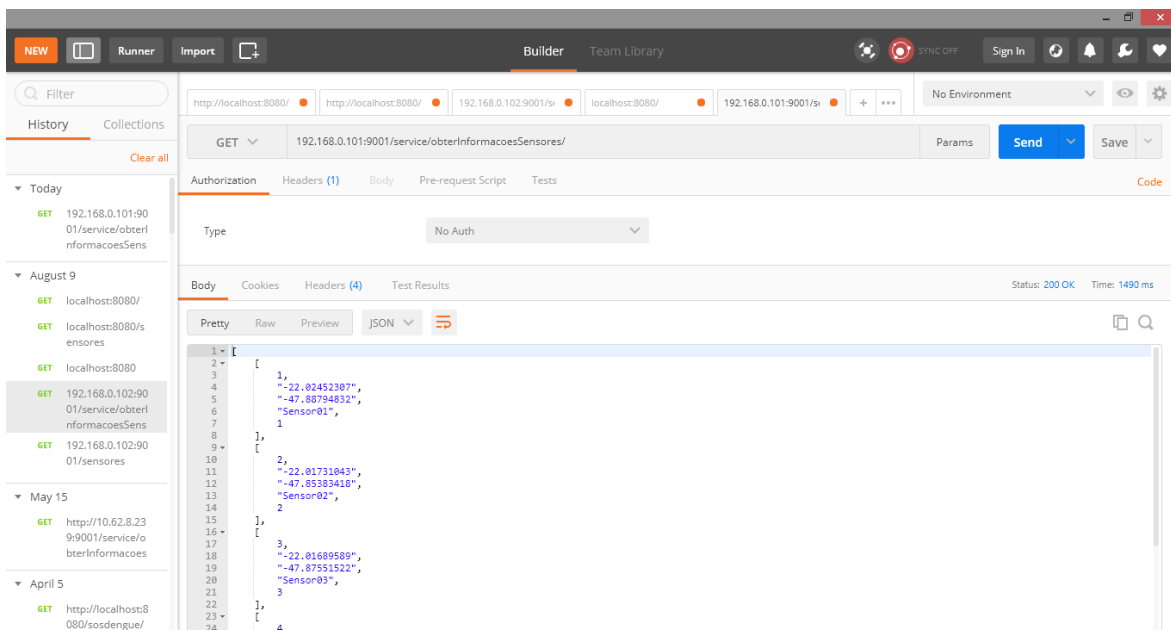 NEW Runner Import Builder Team Library SYNC OFF Sign In
Filter
History Collections
Clear all
Today
GET 192.168.0.101:90
01/service/obterI
nformacoesSens
August 9
GET localhost:8080/
GET localhost:8080/s
ensores
GET localhost:8080
GET 192.168.0.102:90
01/service/obterI
nformacoesSens
GET 192.168.0.102:90
01/sensores
May 15
GET http://10.62.8.23
9:9001/service/o
bterInformacoes
April 5
GET http://localhost:8
080/sosdengue/
http://localhost:8080/ http://localhost:8080/ 192.168.0.102:9001/s localhost:8080/ 192.168.0.101:9001/s + ••• No Environment
GET 192.168.0.101:9001/service/obterInformacoesSensores/ Params Send Save
Authorization Headers (1) Body Pre-request Script Tests Code
Type No Auth
Body Cookies Headers (4) Test Results Status: 200 OK Time: 1490 ms
Pretty Raw Preview JSON
1 [
2 [
3 1,
4 "-22.02452307",
5 "-47.88794832",
6 "Sensor01",
7 1
8 ],
9 [
10 2,
11 "-22.01731043",
12 "-47.85383418",
13 "Sensor02",
14 2
15 ],
16 [
17 3,
18 "-22.01689589",
19 "-47.87551522",
20 "Sensor03",
21 3
22 ],
23 [
24 4